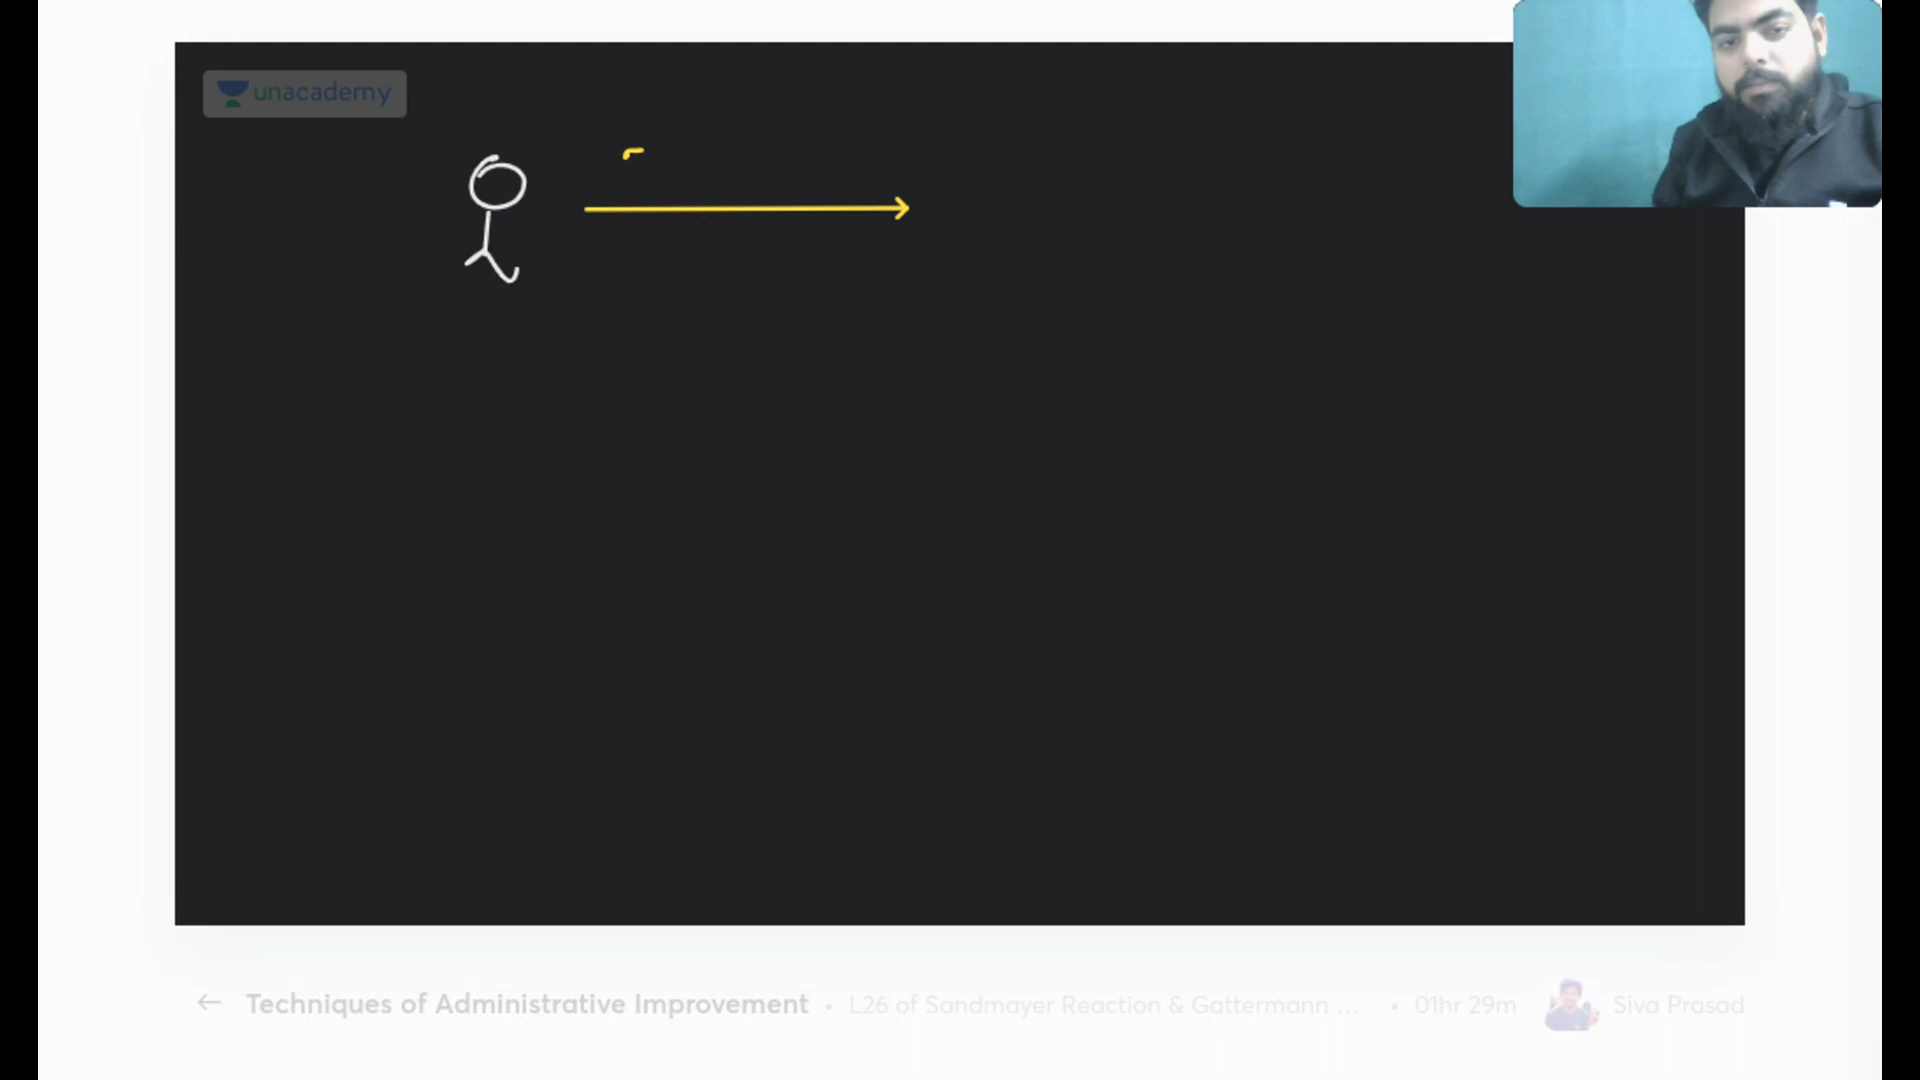 unacademy
Techniques of Administrative Improvement • L26 of Sandmayer Reaction & Gattermann ... • 01hr 29m Siva Prasad